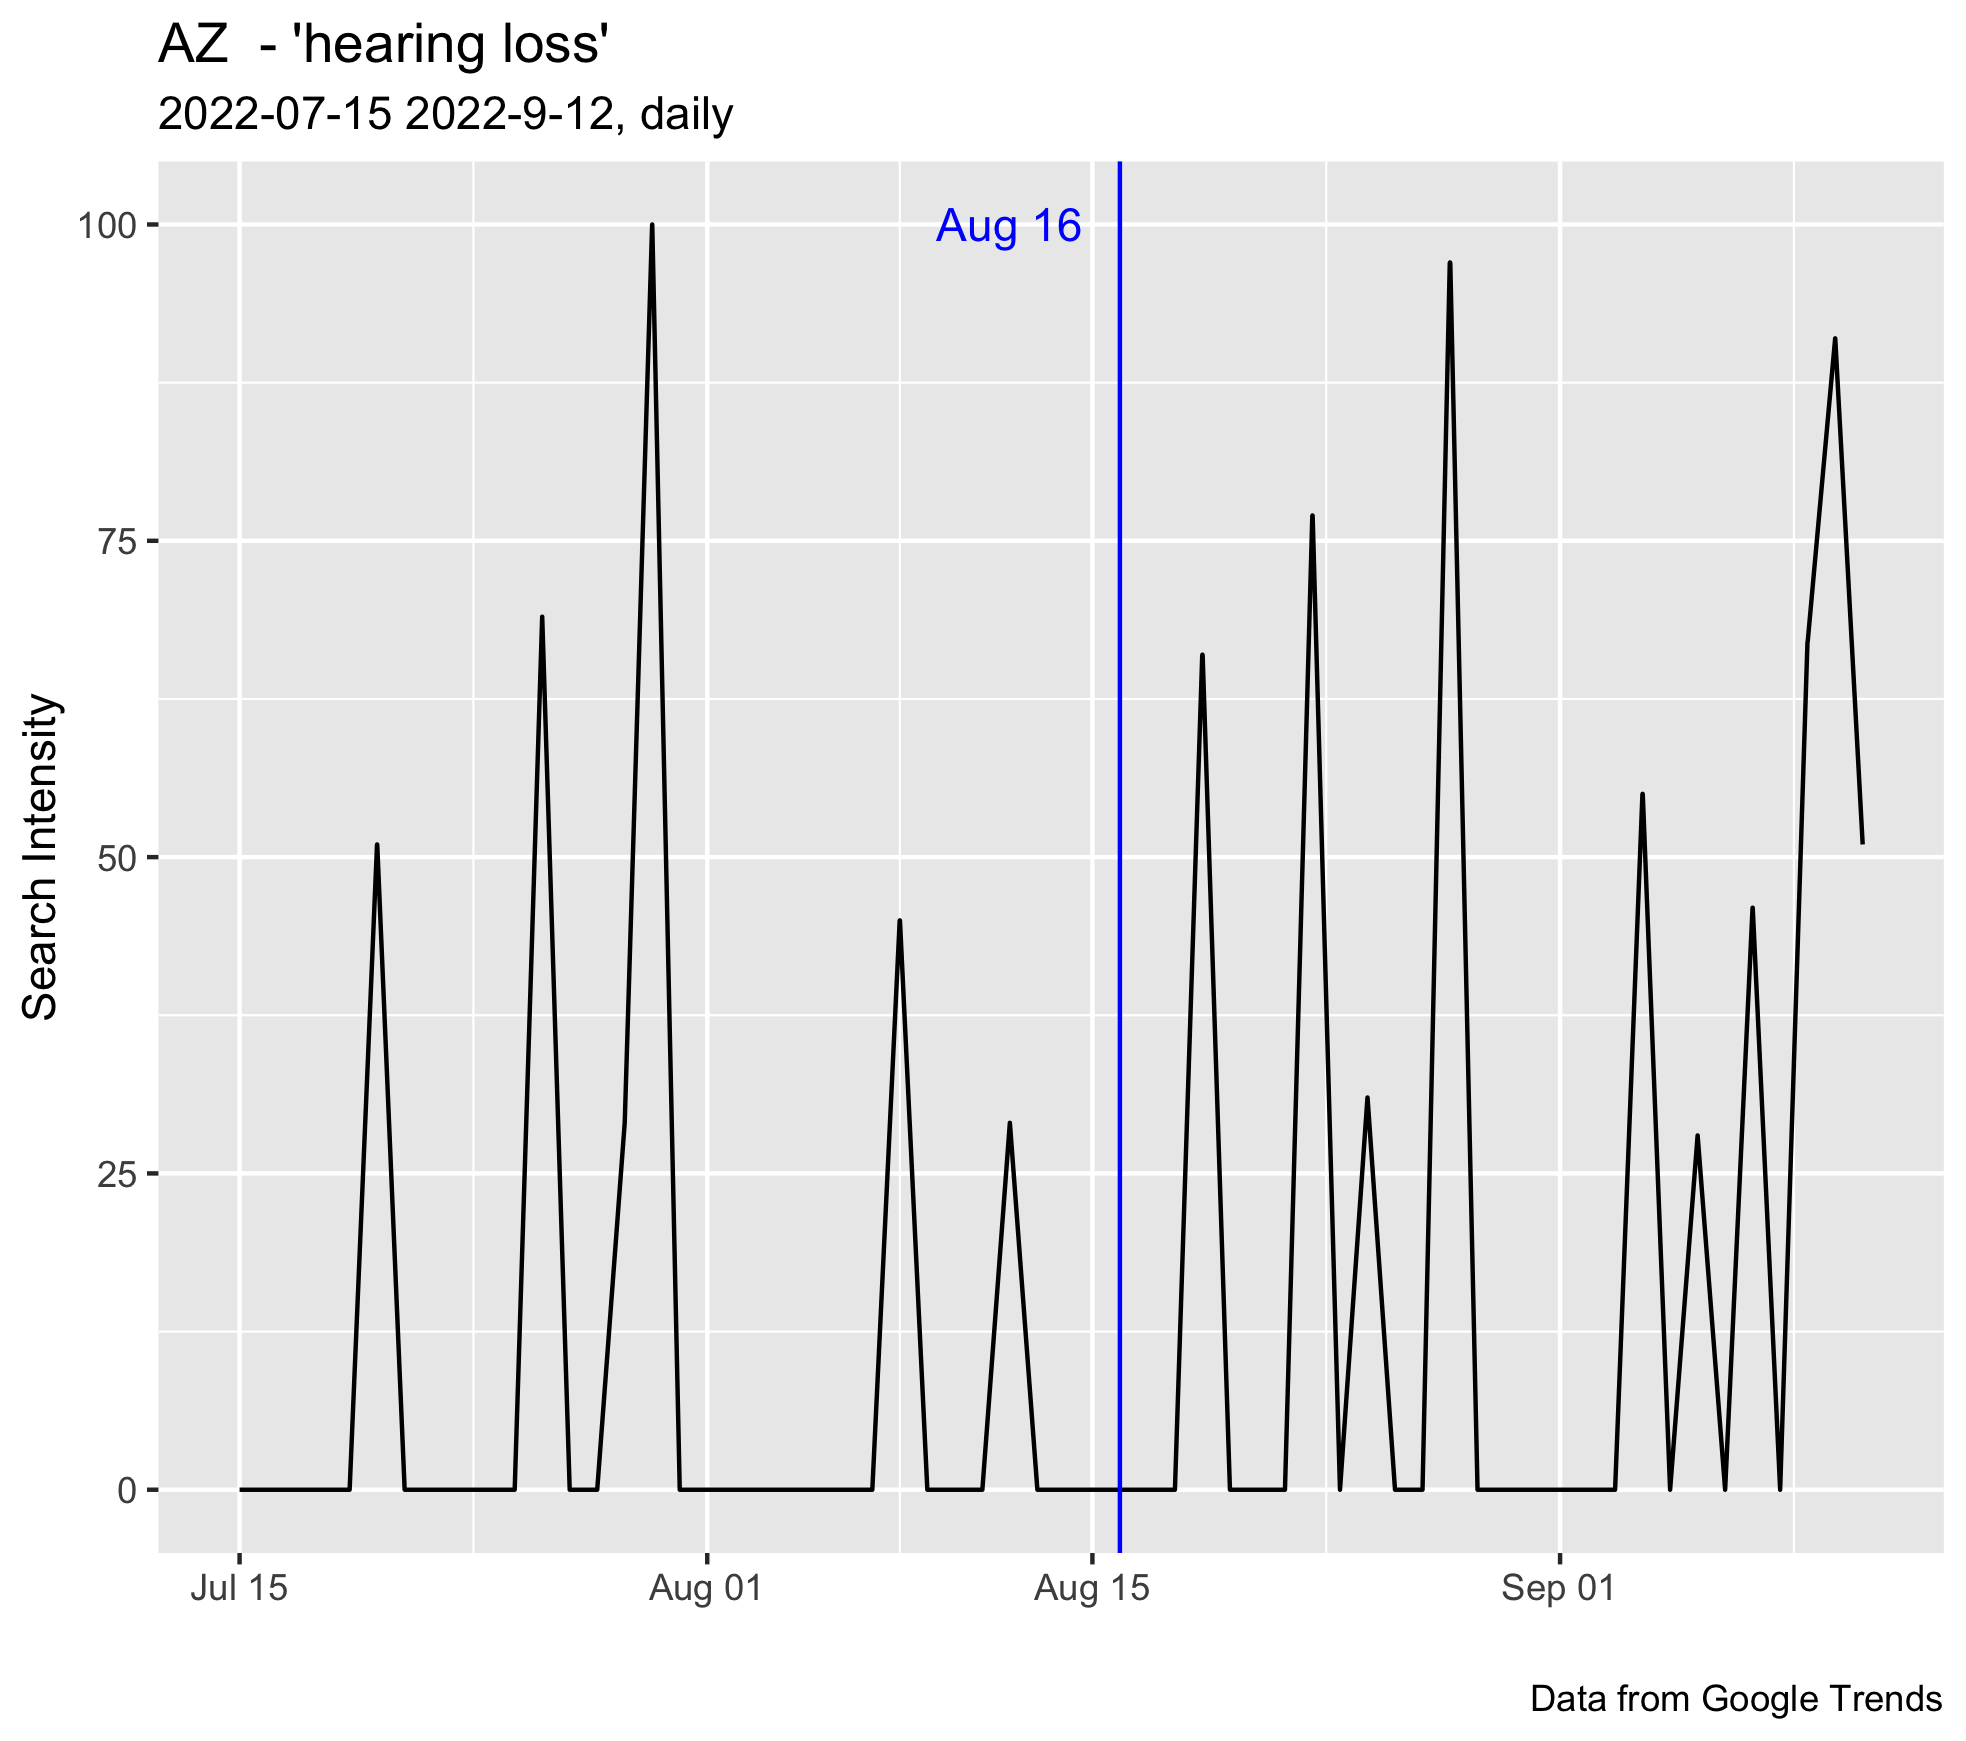 AZ  - 'hearing loss'
2022-07-15 2022-9-12, daily
Aug 16
100
75
50
25
0
Search Intensity
Jul 15
Aug 01
Aug 15
Sep 01
Data from Google Trends